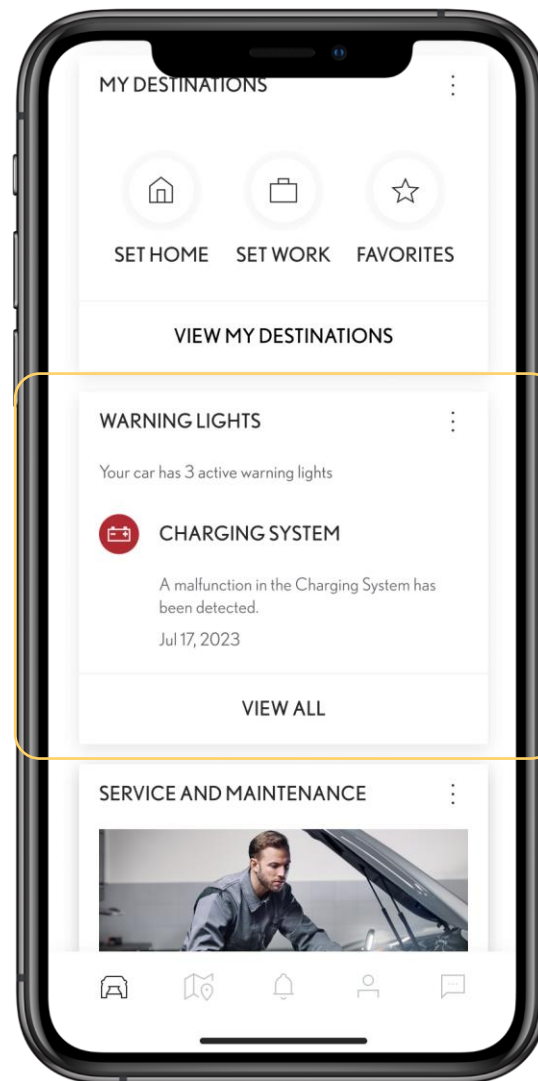 MY DESTINATIONS
SET HOME SET WORK FAVORITES
VIEW MY DESTINATIONS
WARNING LIGHTS
Your car has 3 active warning lights
CHARGING SYSTEM
A malfunction in the Charging System has
been detected.
Jul 17, 2023
VIEW ALL
SERVICE AND MAINTENANCE